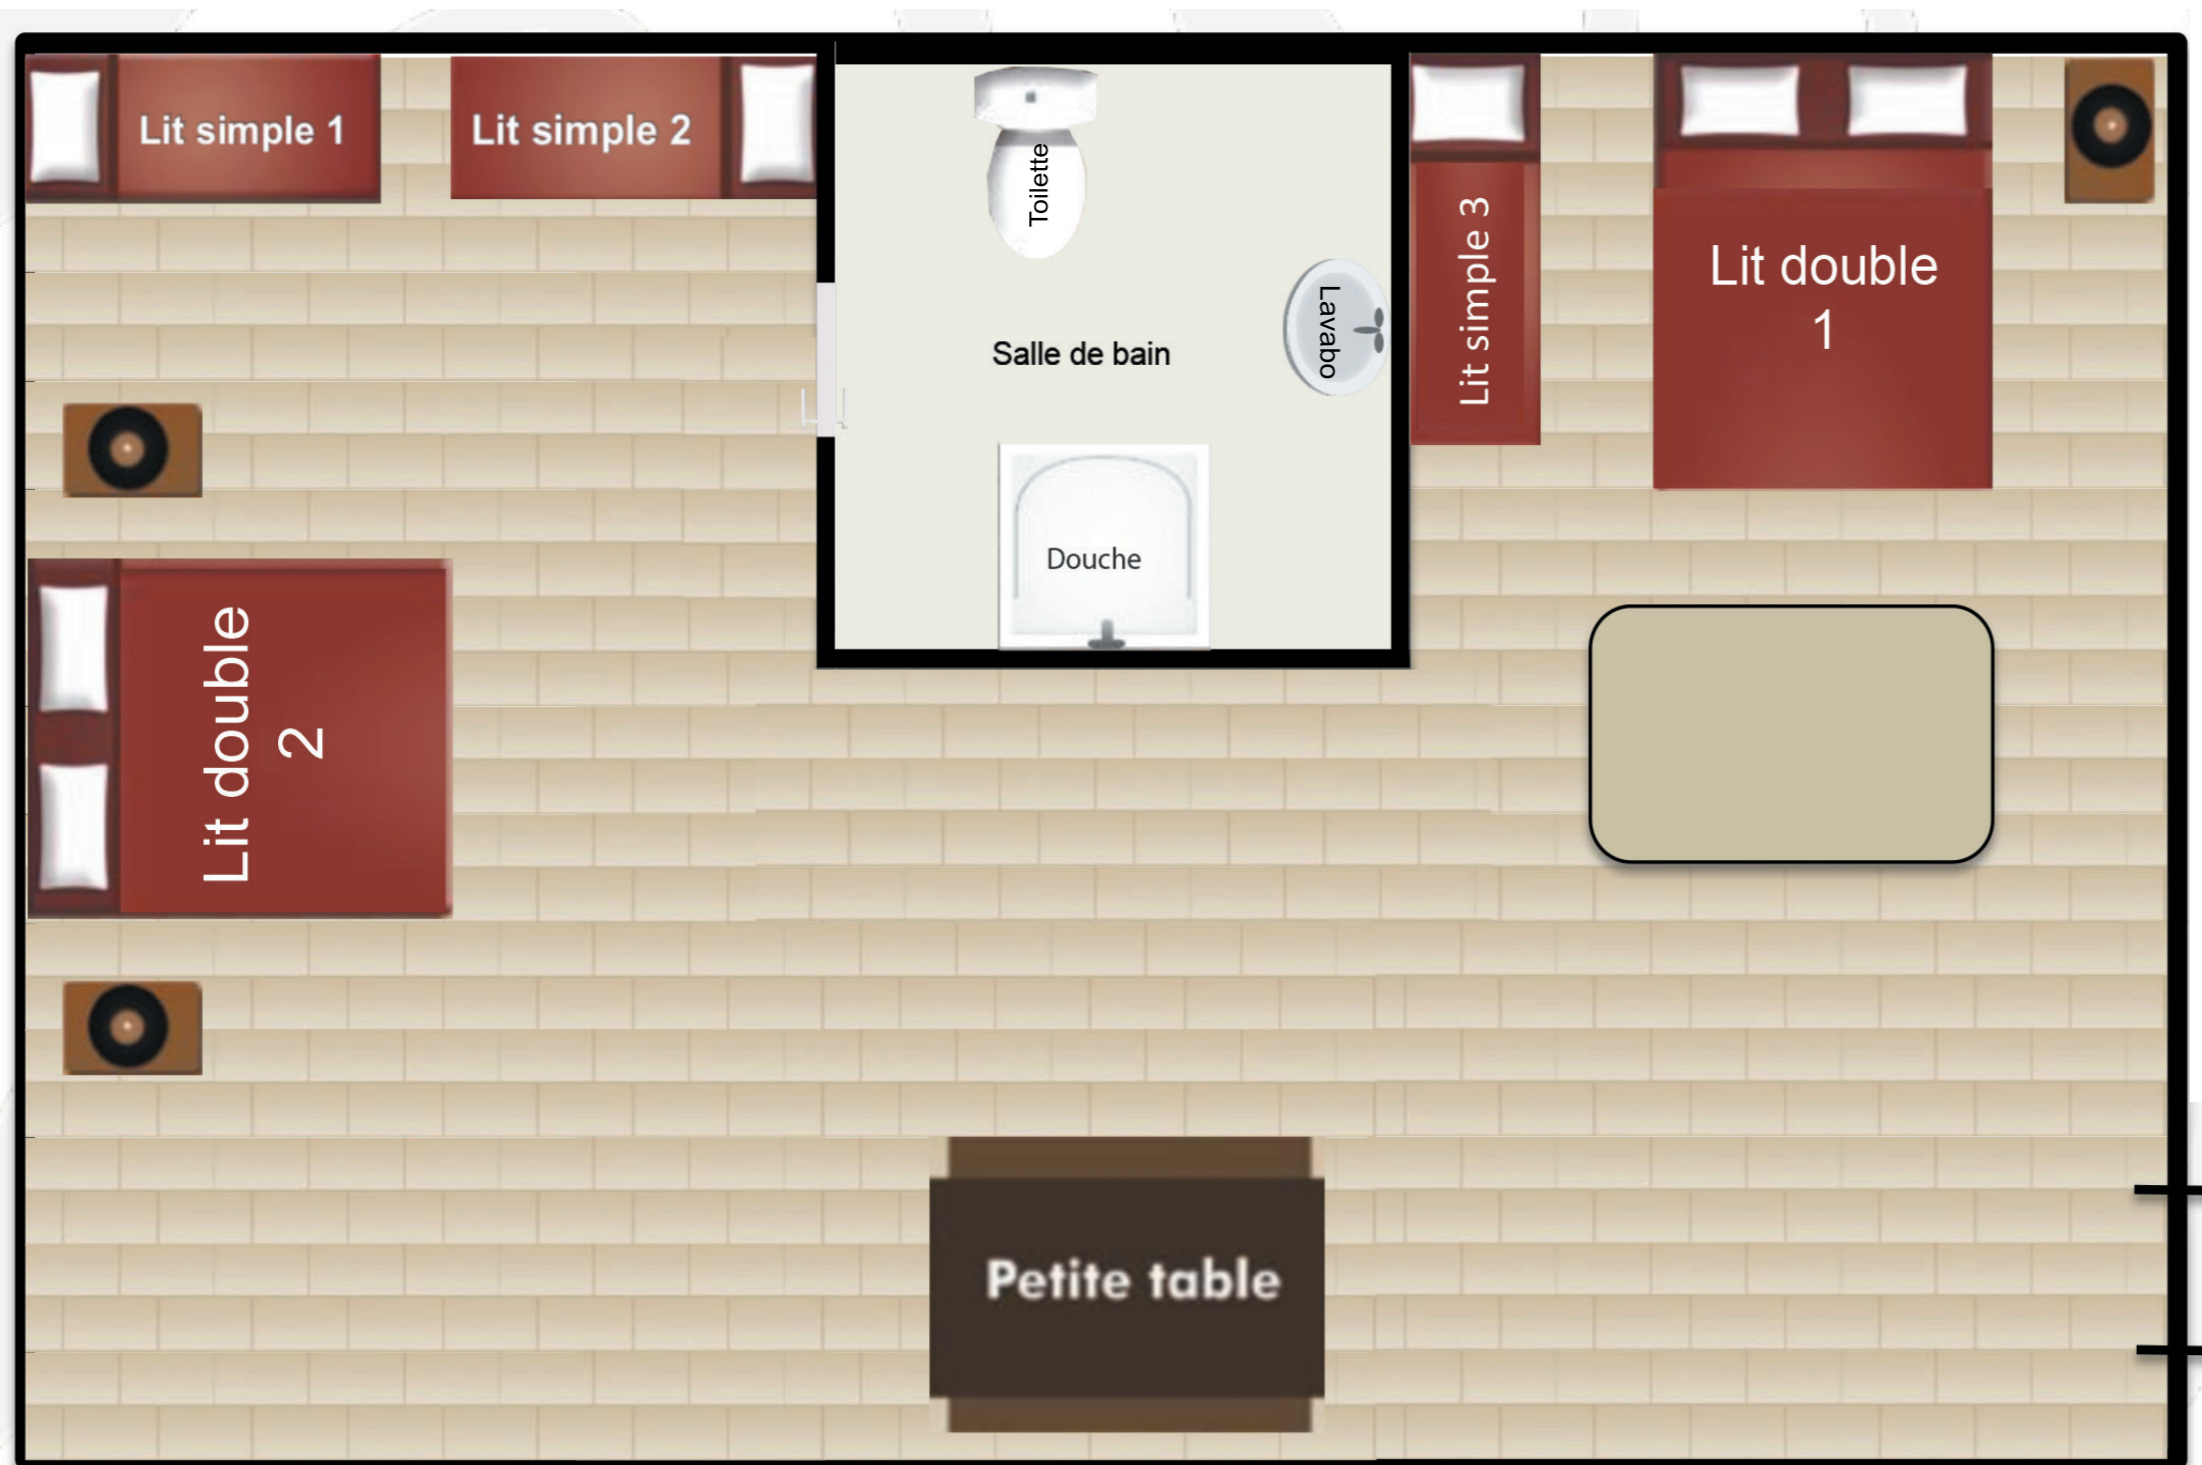 Lit simple 1
Lit simple 2
Toilette
Lavabo
Salle de bain
Douche
Lit simple 3
Lit double
1
Lit double
2
Petite table